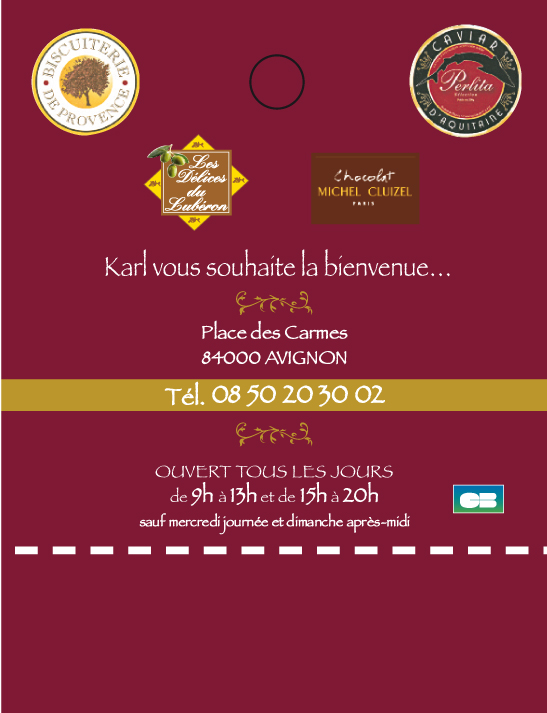 BISCUITERIE
DE PROVENCE
CAVIAR
Perlita
D'AQUITAINE
Les
Délices
du
Lubéron
Chocolat
MICHEL CLUIZEL
PARIS
Karl vous souhaite la bienvenue...
Place des Carmes
84000 AVIGNON
Tél. 08 50 20 30 02
OUVERT TOUS LES JOURS
de 9h à 13h et de 15h à 20h
CB
sauf mercredi journée et dimanche après-midi